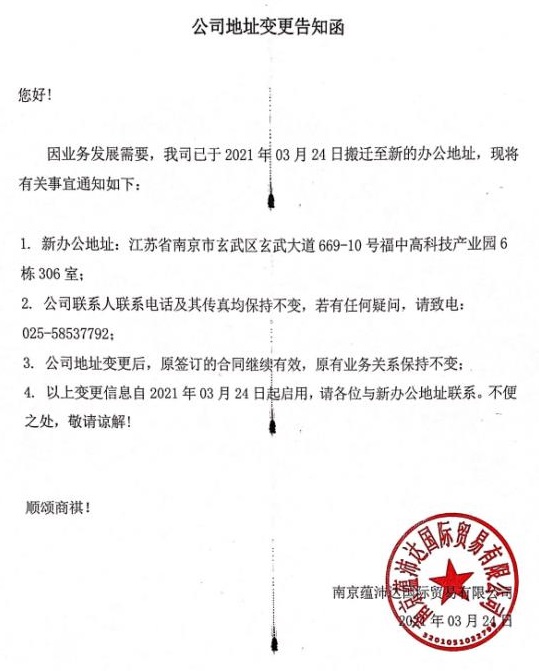 公司地址变更告知函
您好!
因业务发展需要，我司已于 2021 年 03 月 24 日搬迁至新的办公地址，现将
有关事宜通知如下:
1. 新办公地址: 江苏省南京市玄武区玄武大道 669-10 号福中高科技产业园 6
栋 306 室;
2. 公司联系人联系电话及其传真均保持不变，若有任何疑问，请致电:
025-58537792;
3. 公司地址变更后，原签订的合同继续有效，原有业务关系保持不变;
4. 以上变更信息自 2021 年 03 月 24 日起启用，请各位与新办公地址联系。不便
之处，敬请谅解!
顺颂商祺!
南京蕴沛达国际贸易有限公司
2021 年 03 月 24 日
南京蕴沛达国际贸易有限公司